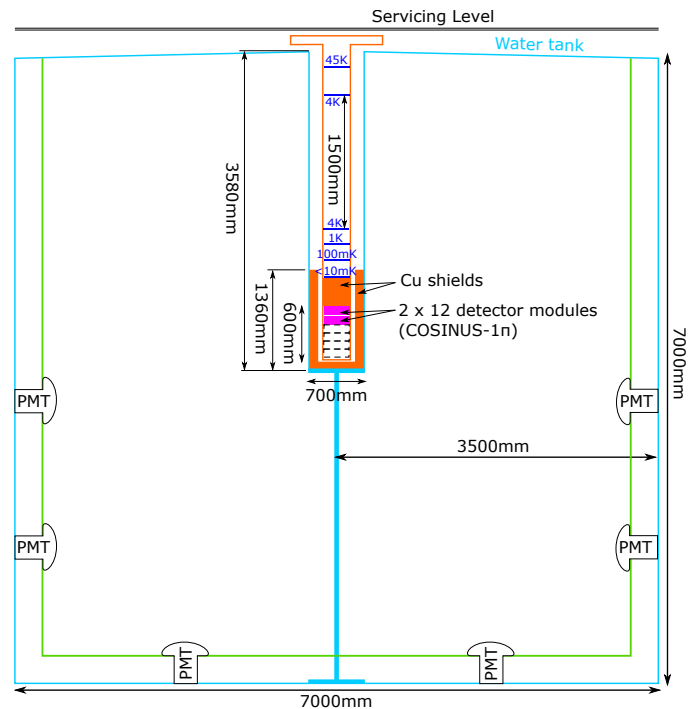 Servicing Level
Water tank
45K
4K
1500mm
3580mm
4K
1K
100mK
<10mK
Cu shields
1360mm
600mm
2 x 12 detector modules
(COSINUS-1π)
7000mm
700mm
PMT
PMT
3500mm
PMT
PMT
PMT
PMT
7000mm